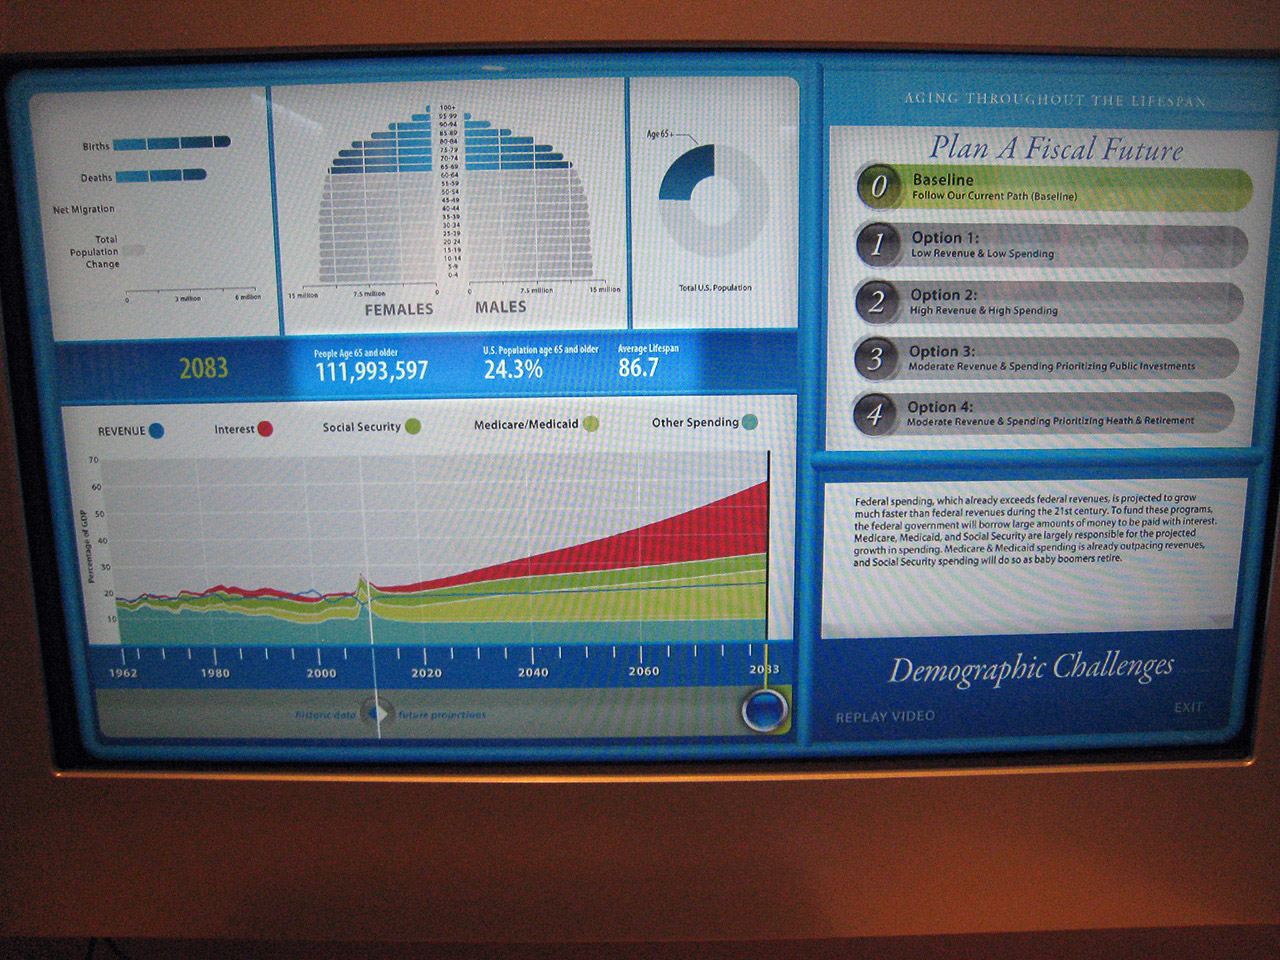 Births
Deaths
Net Migration
Total
Population
Change
0
3 million
6 million
100+
95-99
90-94
85-89
80-84
75-79
70-74
65-69
60-64
55-59
50-54
45-49
40-44
35-39
30-34
25-29
20-24
15-19
10-14
5-9
0-4
15 million
7.5 million
0
0
7.5 million
15 million
FEMALES
MALES
Age 65+
Total U.S. Population
2083
People Age 65 and older
111,993,597
U.S. Population age 65 and older
24.3%
Average Lifespan
86.7
REVENUE
Interest
Social Security
Medicare/Medicaid
Other Spending
Percentage of GDP
70
60
50
40
30
20
10
1962
1980
2000
2020
2040
2060
2083
historic data
future projections
AGING THROUGHOUT THE LIFESPAN
Plan A Fiscal Future
0
Baseline
Follow Our Current Path (Baseline)
1
Option 1:
Low Revenue & Low Spending
2
Option 2:
High Revenue & High Spending
3
Option 3:
Moderate Revenue & Spending Prioritizing Public Investments
4
Option 4:
Moderate Revenue & Spending Prioritizing Heath & Retirement
Federal spending, which already exceeds federal revenues, is projected to grow
much faster than federal revenues during the 21st century. To fund these programs,
the federal government will borrow large amounts of money to be paid with interest.
Medicare, Medicaid, and Social Security are largely responsible for the projected
growth in spending. Medicare & Medicaid spending is already outpacing revenues,
and Social Security spending will do so as baby boomers retire.
Demographic Challenges
REPLAY VIDEO
EXIT